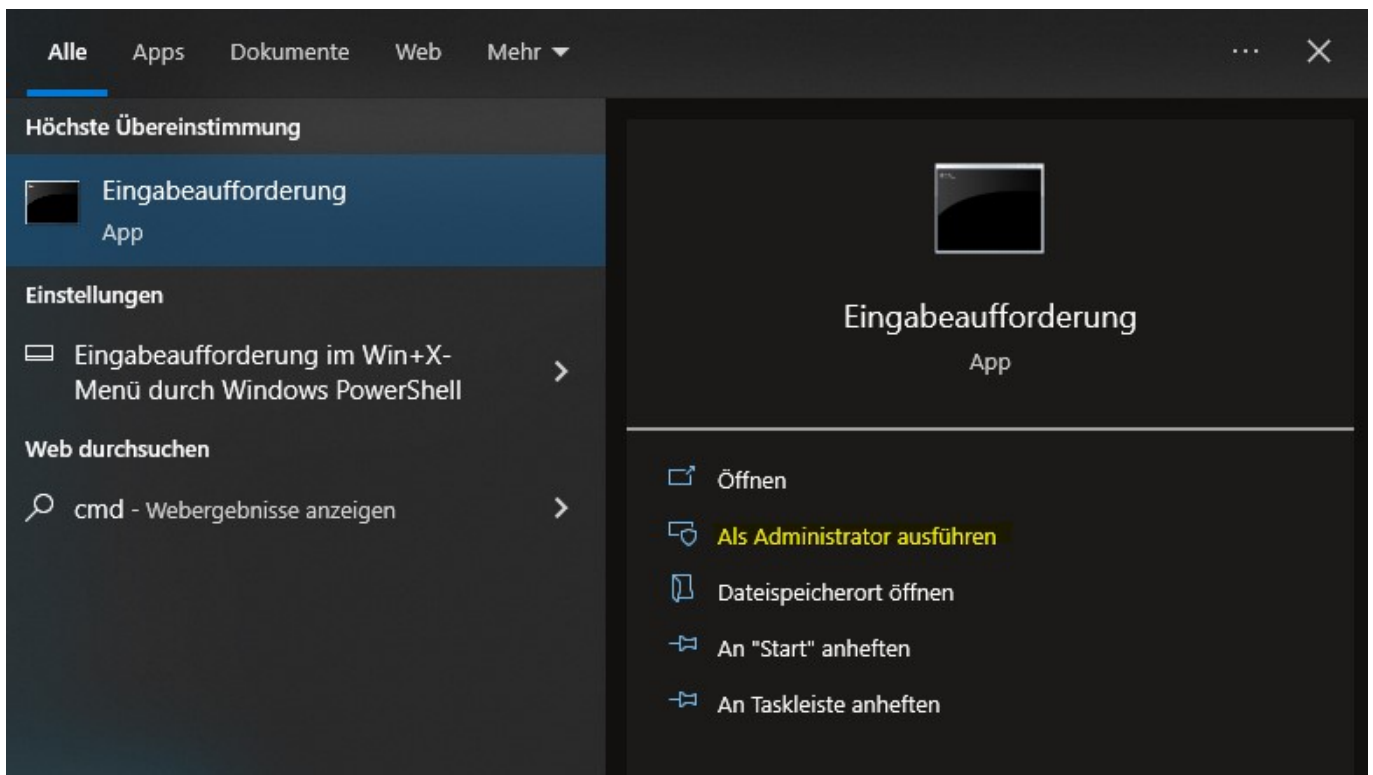 Alle Apps Dokumente Web Mehr
Höchste Übereinstimmung
Eingabeaufforderung
App
Einstellungen
Eingabeaufforderung im Win+X-
Menü durch Windows PowerShell
Web durchsuchen
cmd - Webergebnisse anzeigen
Eingabeaufforderung
App
Öffnen
Als Administrator ausführen
Dateispeicherort öffnen
An "Start" anheften
An Taskleiste anheften